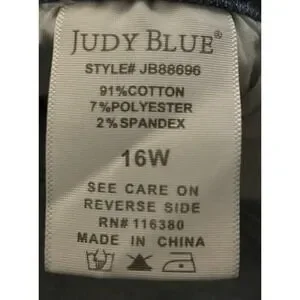 JUDY BLUE®
STYLE# JB88696
91%COTTON
7%POLYESTER
2%SPANDEX
16W
SEE CARE ON
REVERSE SIDE
RN# 116380
MADE IN CHINA